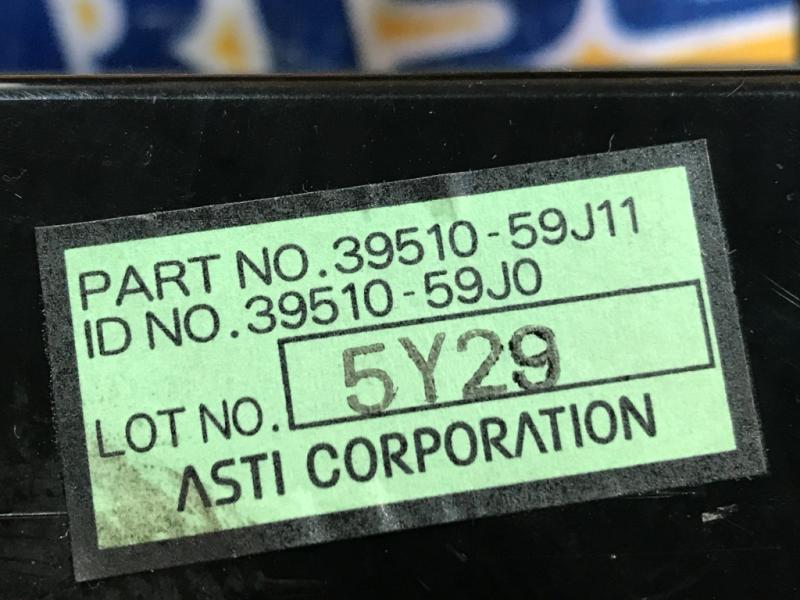 PART NO.39510-59J11
ID NO.39510-59J0
LOT NO. 5Y29
ASTI CORPORATION